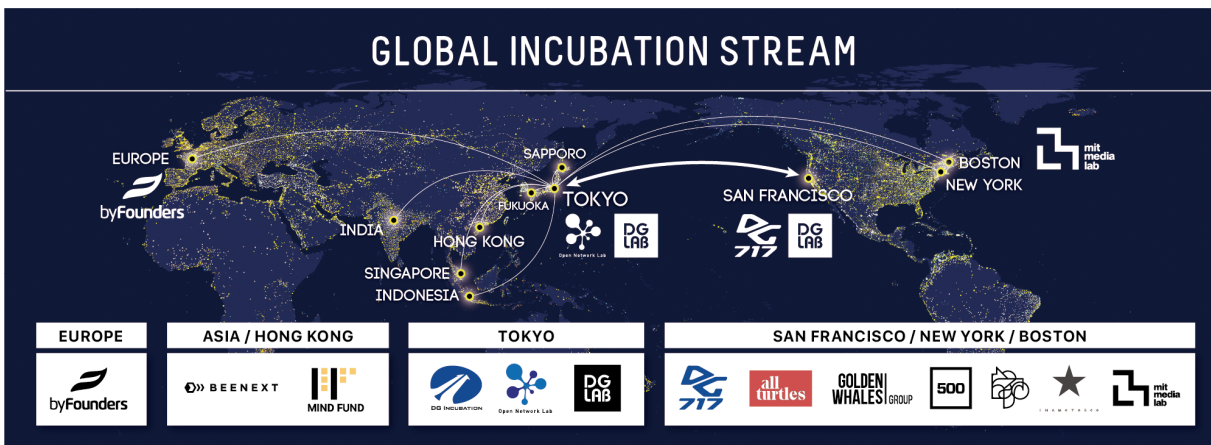 GLOBAL INCUBATION STREAM
EUROPE
byFounders
INDIA
SAPPORO
FUKUOKA
TOKYO
Open Network Lab
DG
LAB
HONG KONG
SINGAPORE
INDONESIA
SAN FRANCISCO
DG
717
DG
LAB
BOSTON
NEW YORK
mit
media
lab
EUROPE
byFounders
ASIA / HONG KONG
BEENEXT
MIND FUND
TOKYO
DG INCUBATION
Open Network Lab
DG
LAB
SAN FRANCISCO / NEW YORK / BOSTON
DG
717
all
turtles
GOLDEN
WHALES GROUP
500
mit
media
lab